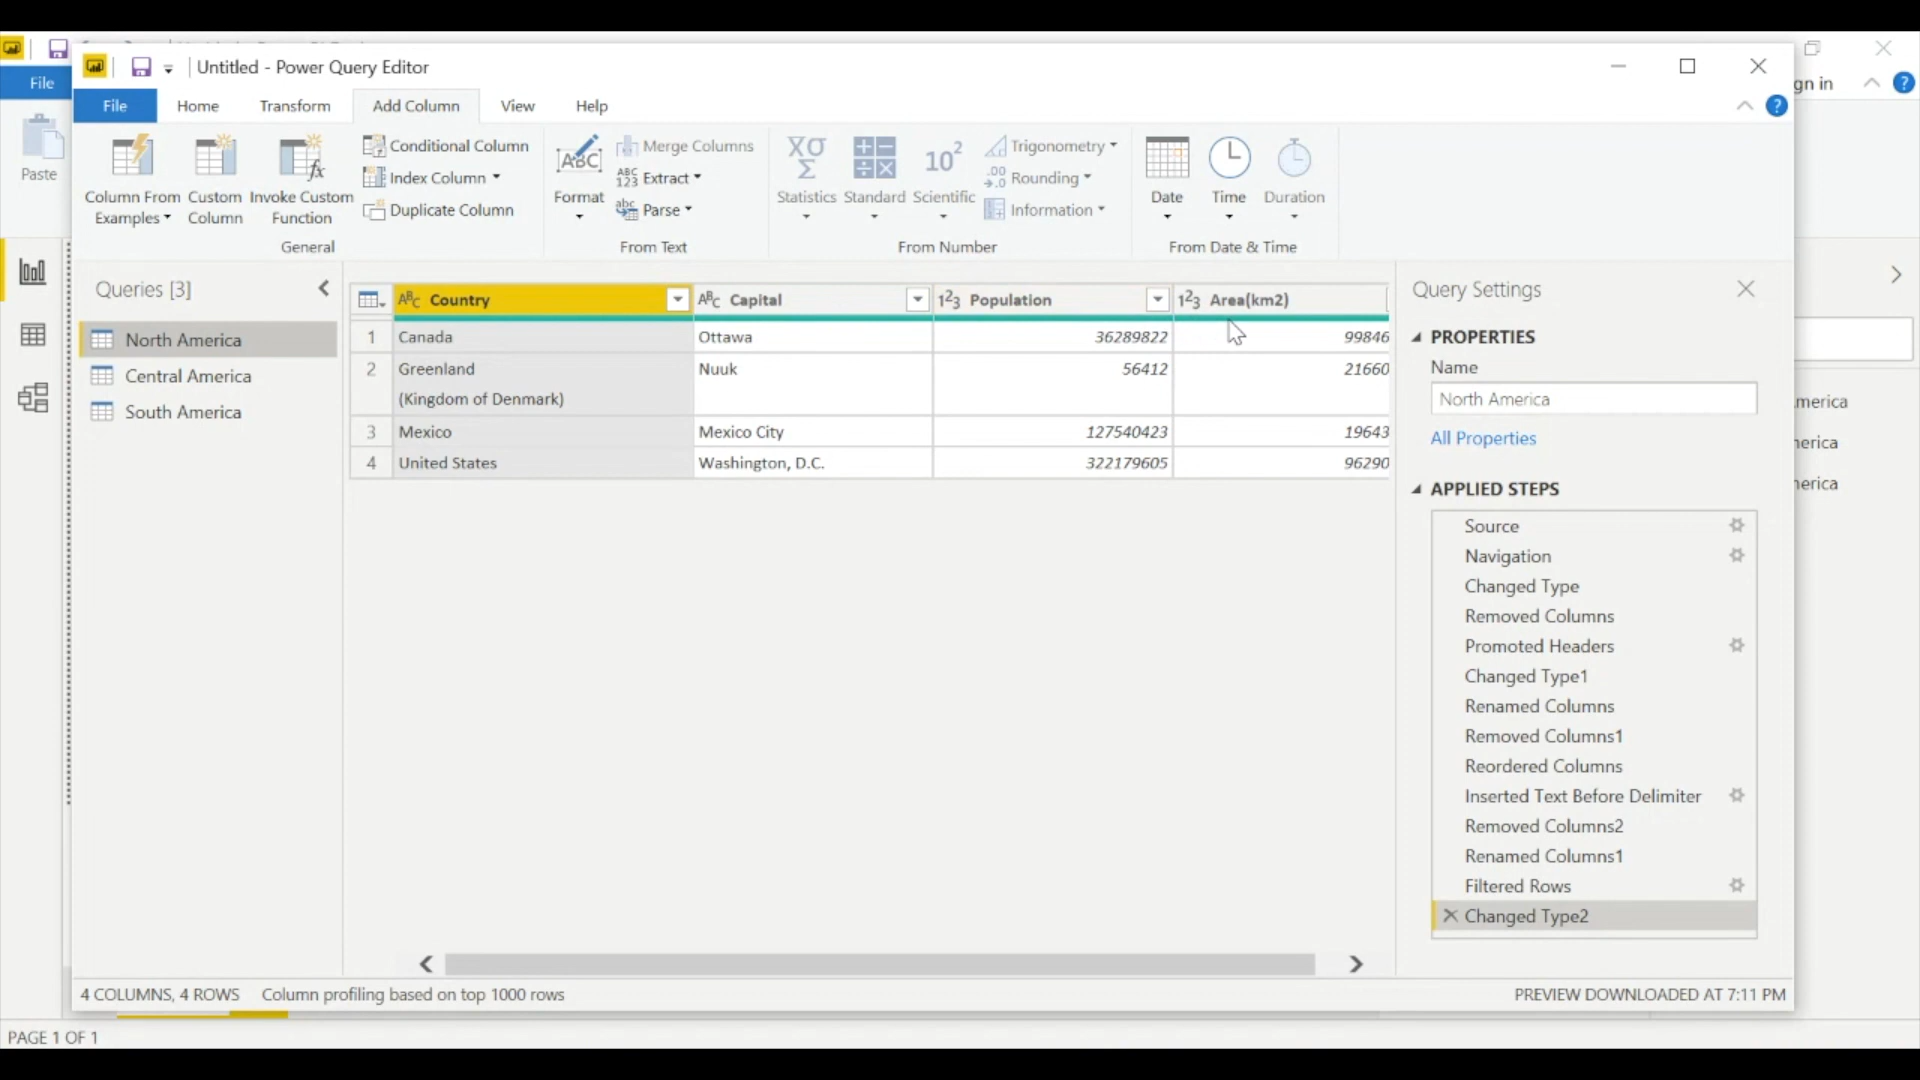 Untitled - Power Query Editor
gn in
File
File
Home
Transform
Add Column
View
Help
Paste
Column From
Examples
Custom
Column
Invoke Custom
Function
Conditional Column
Index Column
Duplicate Column
General
Format
Merge Columns
Extract
Parse
From Text
Statistics
Standard
Scientific
Trigonometry
Rounding
Information
From Number
Date
Time
Duration
From Date & Time
Queries [3]
North America
Central America
South America
Country
Capital
Population
Area(km2)
1 Canada Ottawa 36289822 99846
2 Greenland Nuuk 56412 21660
(Kingdom of Denmark)
3 Mexico Mexico City 127540423 19643
4 United States Washington, D.C. 322179605 96290
Query Settings
PROPERTIES
Name
North America
All Properties
APPLIED STEPS
Source
Navigation
Changed Type
Removed Columns
Promoted Headers
Changed Type1
Renamed Columns
Removed Columns1
Reordered Columns
Inserted Text Before Delimiter
Removed Columns2
Renamed Columns1
Filtered Rows
Changed Type2
merica
nerica
nerica
4 COLUMNS, 4 ROWS Column profiling based on top 1000 rows
PREVIEW DOWNLOADED AT 7:11 PM
PAGE 1 OF 1